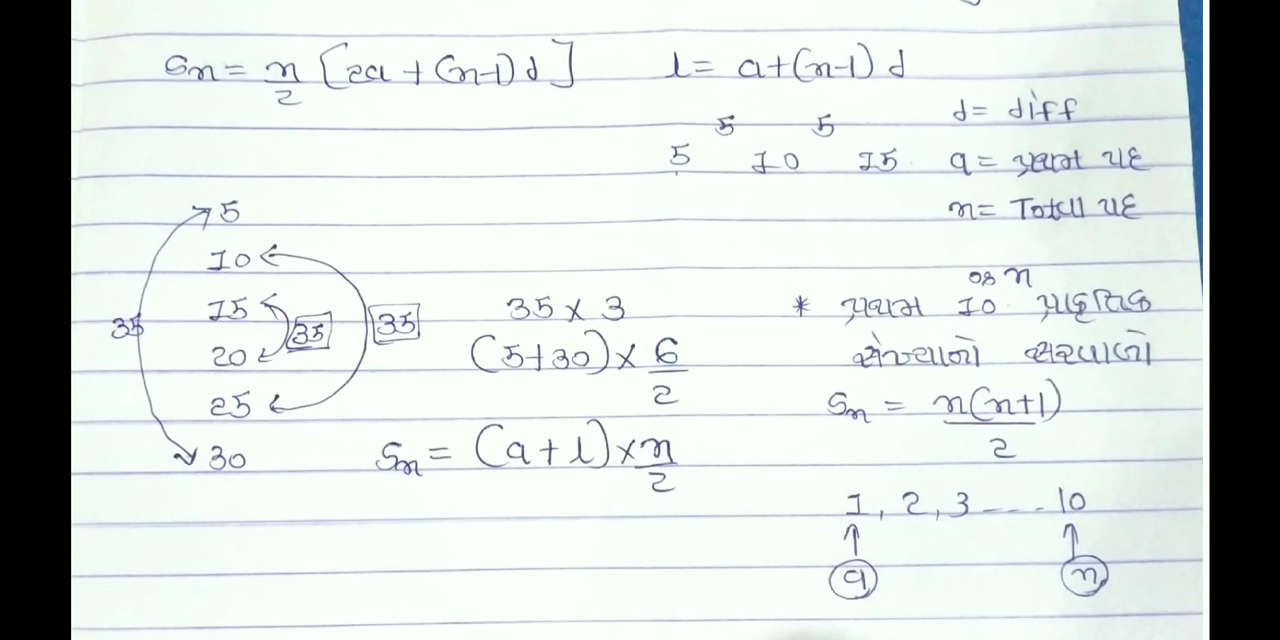 Sn = n/2 [2a + (n-1) d]
l = a+(n-1) d
d = diff
5 5
5 10 15
a = પ્રથમ પદ
n = Total પદ
5
10
15
20
25
30
35
35
35
35 x 3
(5+30) x 6/2
Sn = (a+l) x n/2
or n
* પ્રથમ 10 પ્રાકૃતિક
સંખ્યાનો સરવાળો
Sn = n(n+1)/2
1, 2, 3 ---- 10
a n